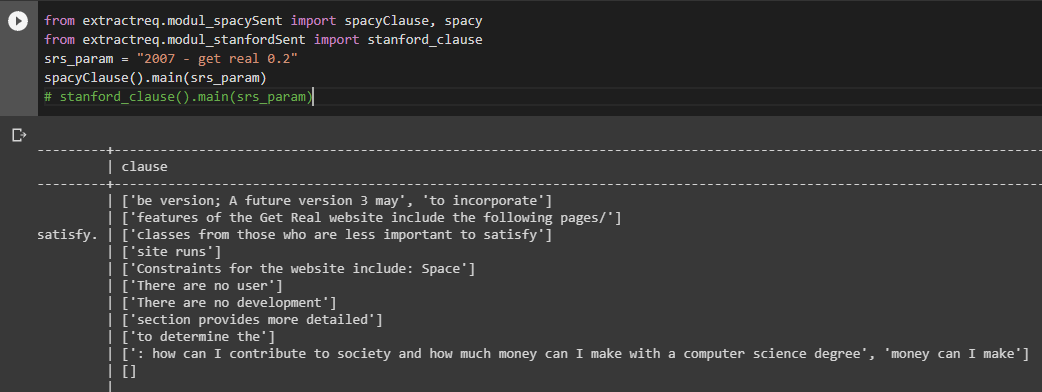 from extractreq.modul_spacySent import spacyClause, spacy
from extractreq.modul_stanfordSent import stanford_clause
srs_param = "2007 - get real 0.2"
spacyClause().main(srs_param)
# stanford_clause().main(srs_param)
---------+----------------------------------------------------------------------------------------------------------------------
| clause
---------+----------------------------------------------------------------------------------------------------------------------
| ['be version; A future version 3 may', 'to incorporate']
| ['features of the Get Real website include the following pages/']
satisfy. | ['classes from those who are less important to satisfy']
| ['site runs']
| ['Constraints for the website include: Space']
| ['There are no user']
| ['There are no development']
| ['section provides more detailed']
| ['to determine the']
| [': how can I contribute to society and how much money can I make with a computer science degree', 'money can I make']
| []
|